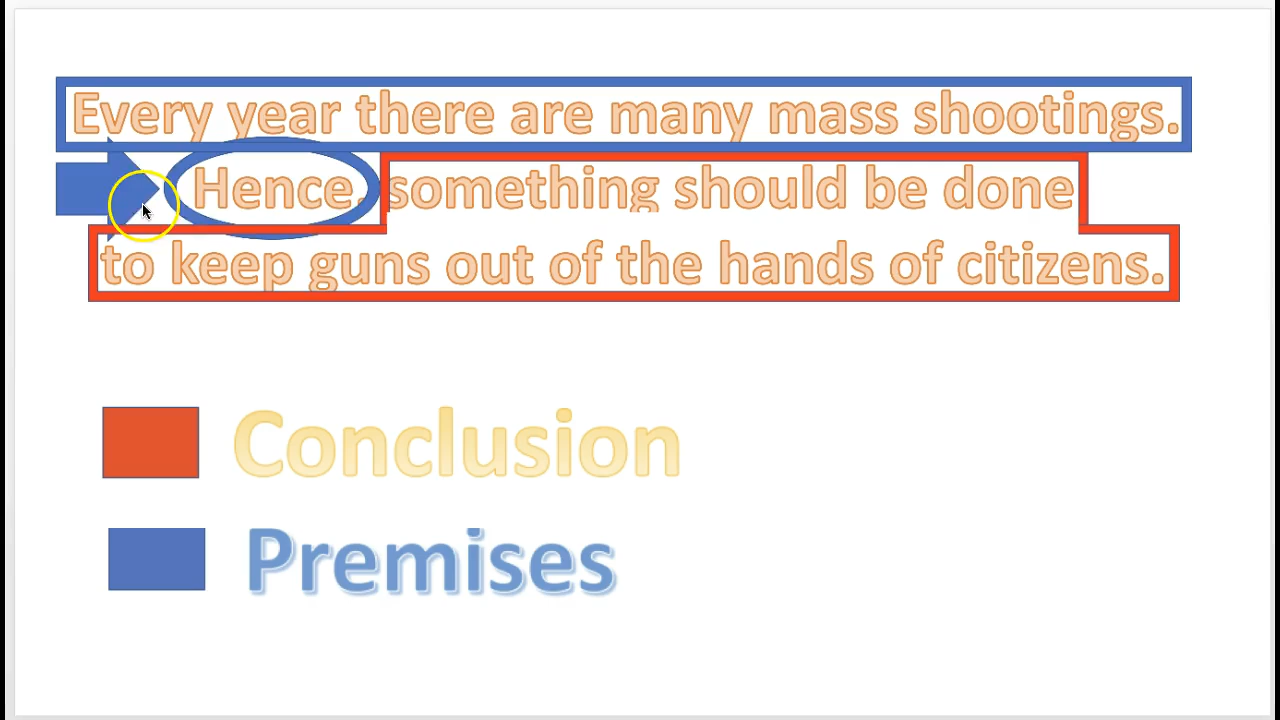 Every year there are many mass shootings.
Hence, something should be done
to keep guns out of the hands of citizens.
Conclusion
Premises